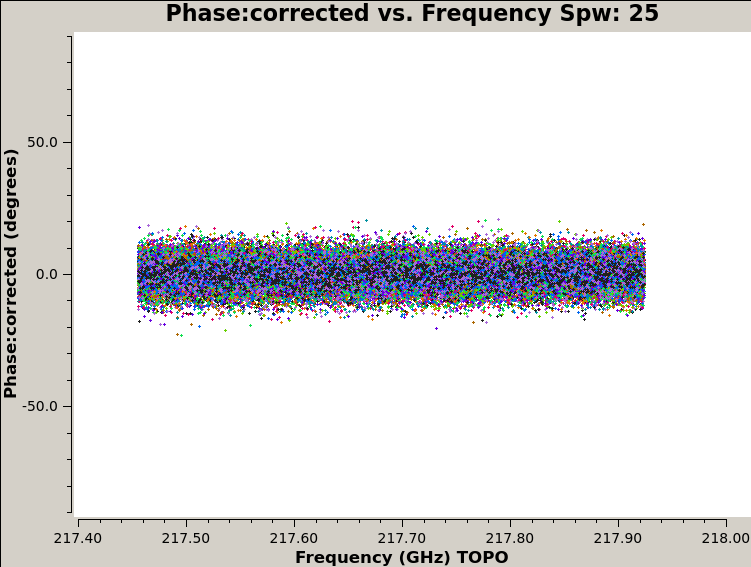 Phase:corrected vs. Frequency Spw: 25
Phase:corrected (degrees)
50.0
0.0
-50.0
217.40 217.50 217.60 217.70 217.80 217.90 218.00
Frequency (GHz) TOPO